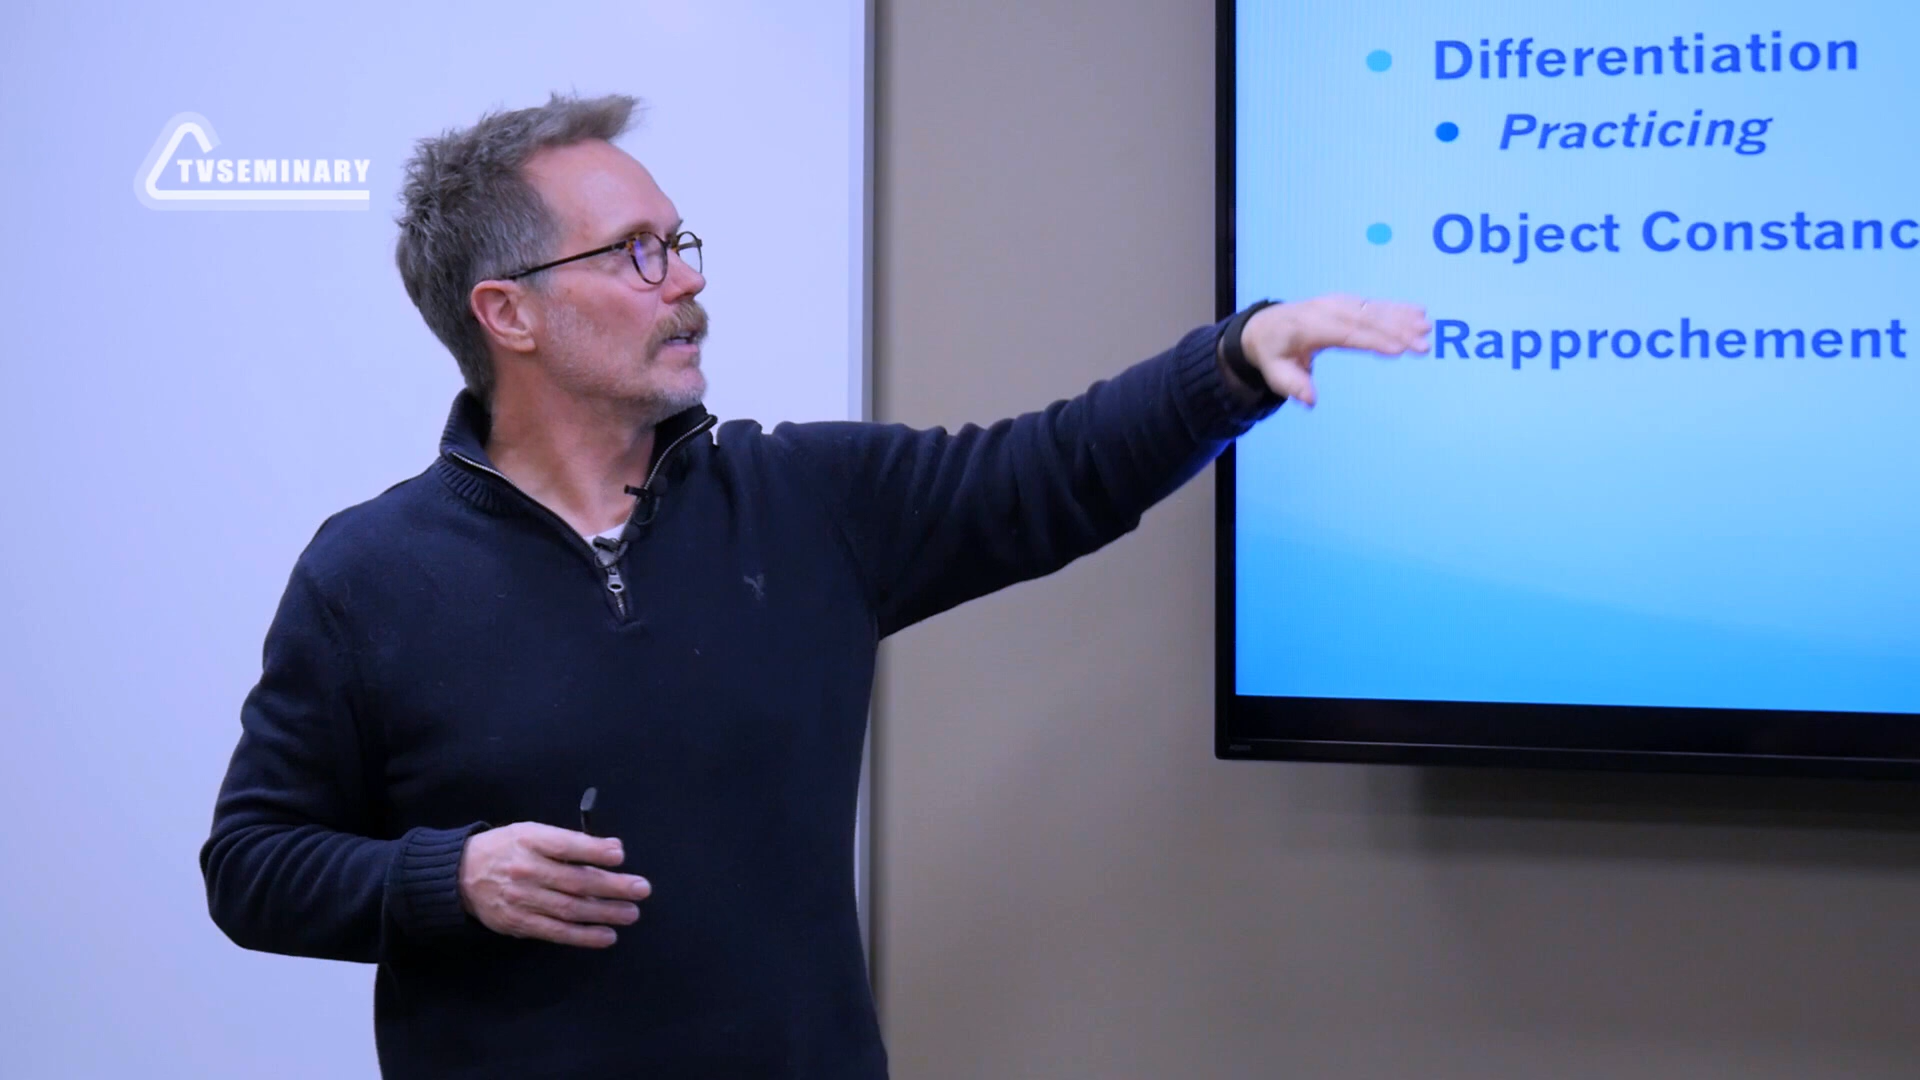 TVSEMINARY
Differentiation
Practicing
Object Constanc
Rapprochement